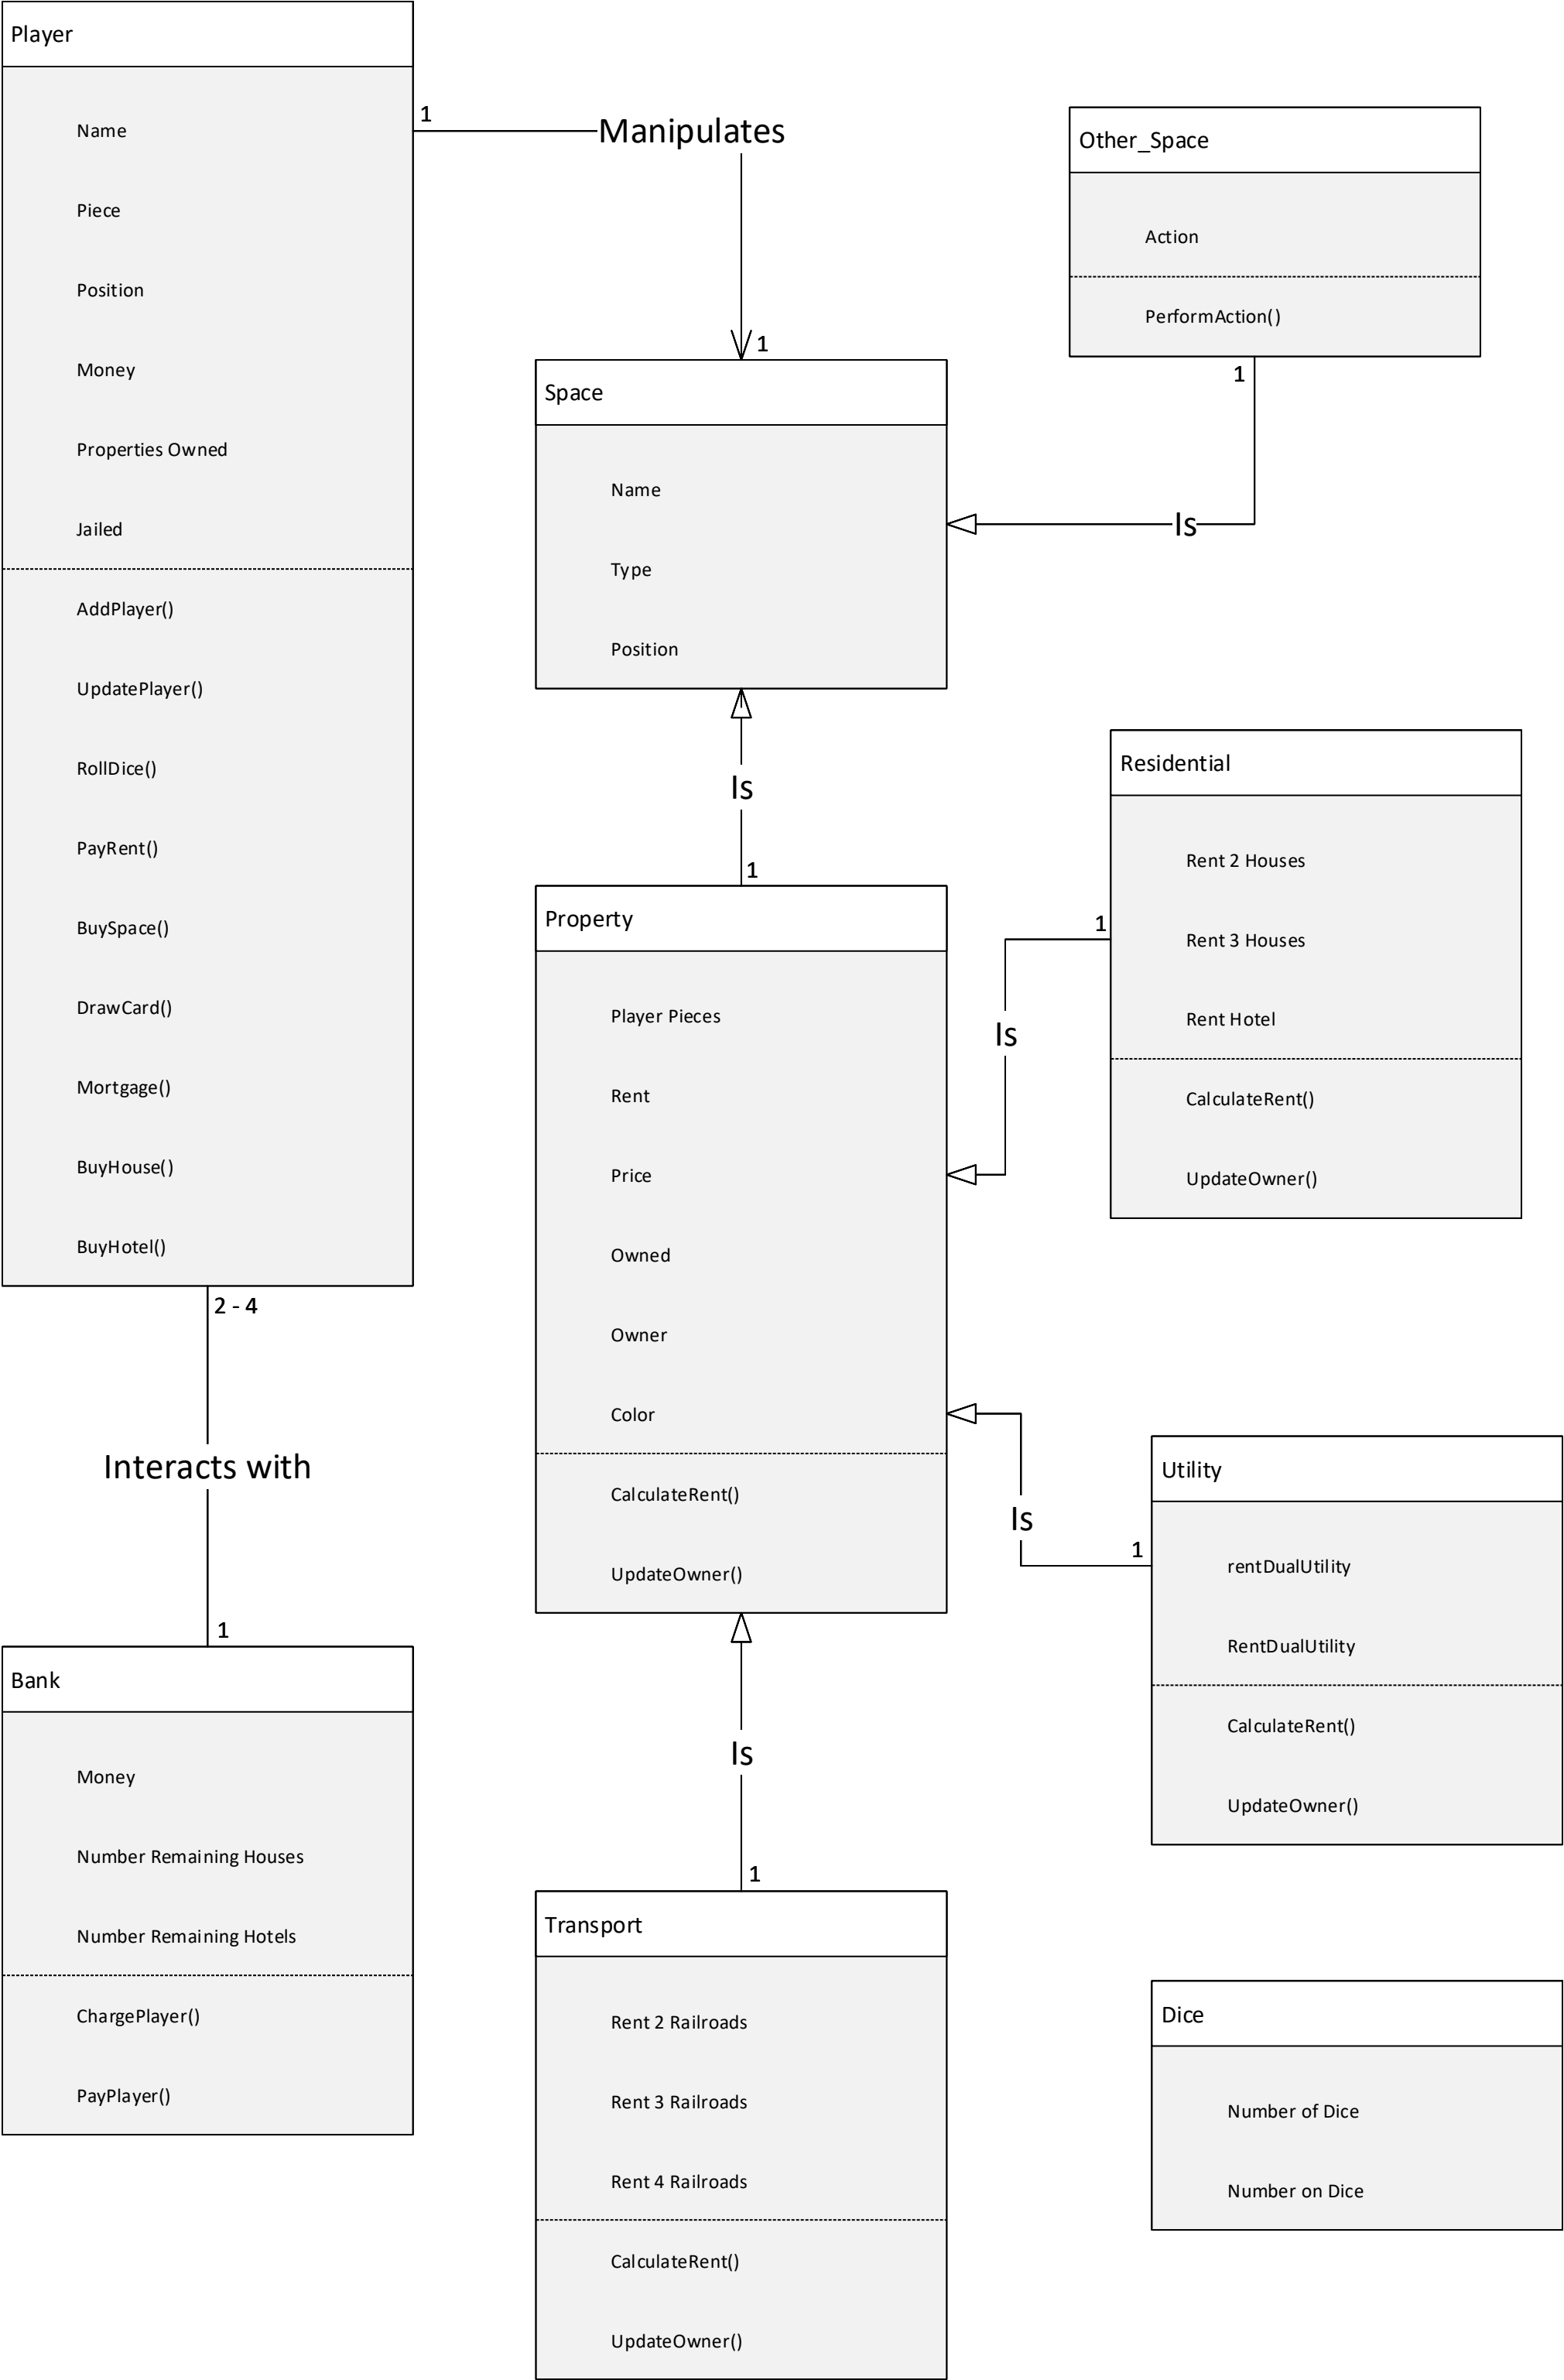 Player
Name
Piece
Position
Money
Properties Owned
Jailed
AddPlayer()
UpdatePlayer()
RollDice()
PayRent()
BuySpace()
DrawCard()
Mortgage()
BuyHouse()
BuyHotel()
1
Manipulates
1
Other_Space
Action
PerformAction()
1
Is
Space
Name
Type
Position
Is
1
Property
Player Pieces
Rent
Price
Owned
Owner
Color
CalculateRent()
UpdateOwner()
Residential
Rent 2 Houses
Rent 3 Houses
Rent Hotel
CalculateRent()
UpdateOwner()
1
Is
Utility
rentDualUtility
RentDualUtility
CalculateRent()
UpdateOwner()
1
Is
2 - 4
Interacts with
1
Bank
Money
Number Remaining Houses
Number Remaining Hotels
ChargePlayer()
PayPlayer()
Is
1
Transport
Rent 2 Railroads
Rent 3 Railroads
Rent 4 Railroads
CalculateRent()
UpdateOwner()
Dice
Number of Dice
Number on Dice